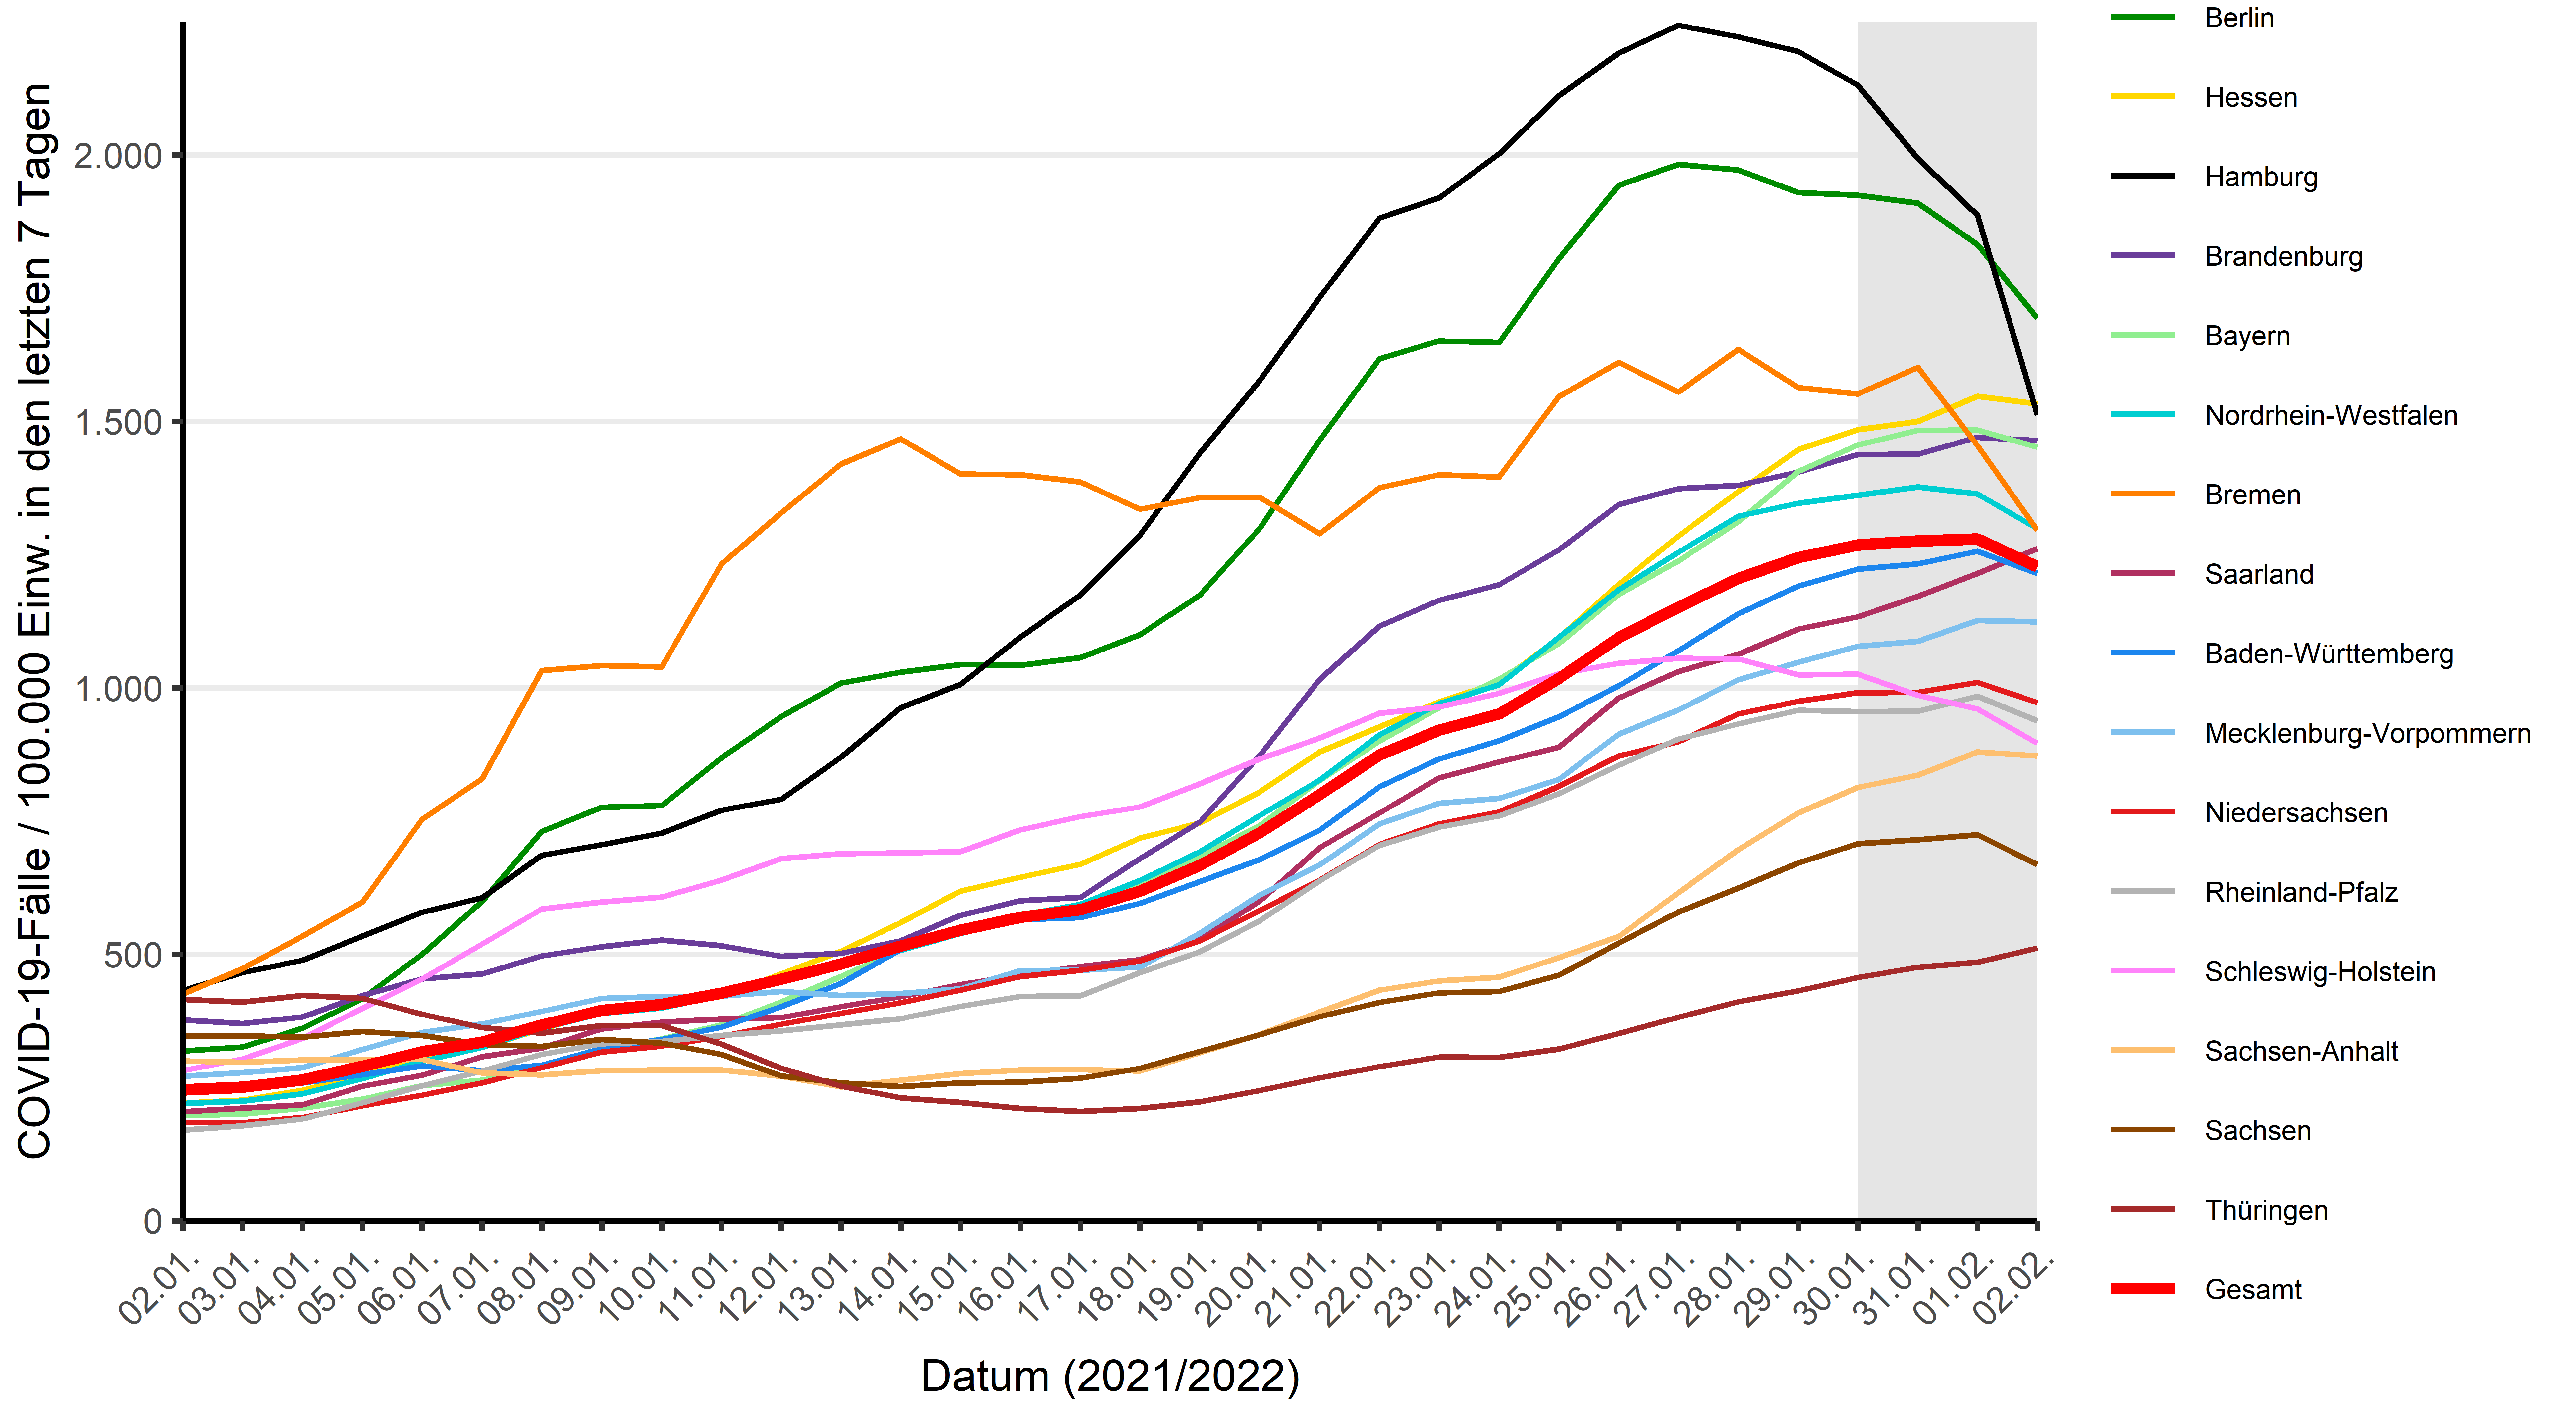 COVID-19-Fälle / 100.000 Einw. in den letzten 7 Tagen
2.000
1.500
1.000
500
0
02.01.
03.01.
04.01.
05.01.
06.01.
07.01.
08.01.
09.01.
10.01.
11.01.
12.01.
13.01.
14.01.
15.01.
16.01.
17.01.
18.01.
19.01.
20.01.
21.01.
22.01.
23.01.
24.01.
25.01.
26.01.
27.01.
28.01.
29.01.
30.01.
31.01.
01.02.
02.02.
Datum (2021/2022)
Berlin
Hessen
Hamburg
Brandenburg
Bayern
Nordrhein-Westfalen
Bremen
Saarland
Baden-Württemberg
Mecklenburg-Vorpommern
Niedersachsen
Rheinland-Pfalz
Schleswig-Holstein
Sachsen-Anhalt
Sachsen
Thüringen
Gesamt